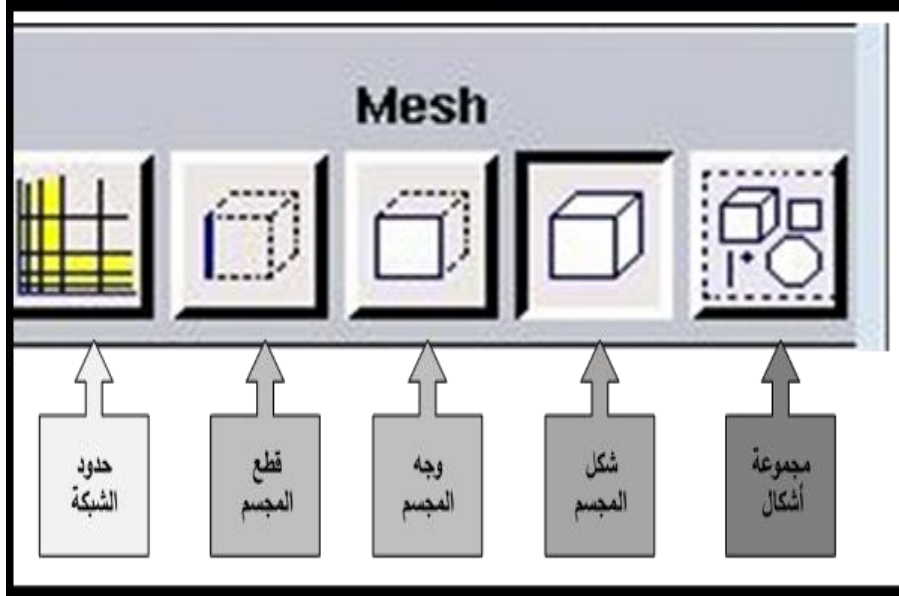 Mesh
حدود
الشبكة
قطع
المجسم
وجه
المجسم
شكل
المجسم
مجموعة
أشكال